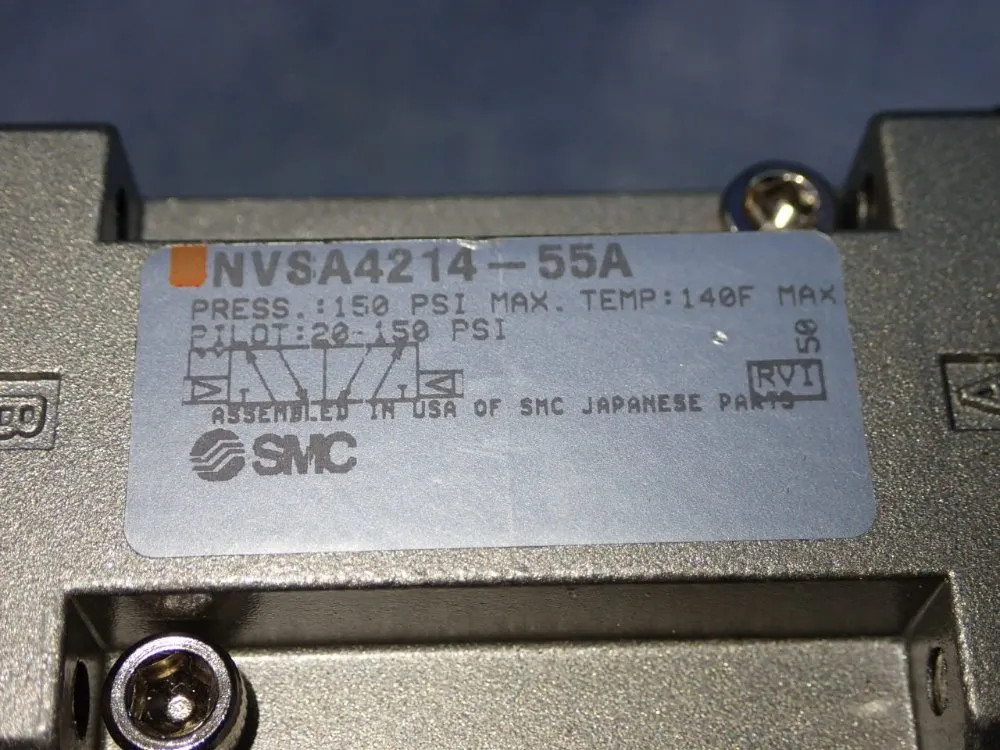 NVSA4214-55A
PRESS.:150 PSI MAX. TEMP:140F MAX
PILOT:20-150 PSI
50
RVI
ASSEMBLED IN USA OF SMC JAPANESE PARTS
SMC
B
A